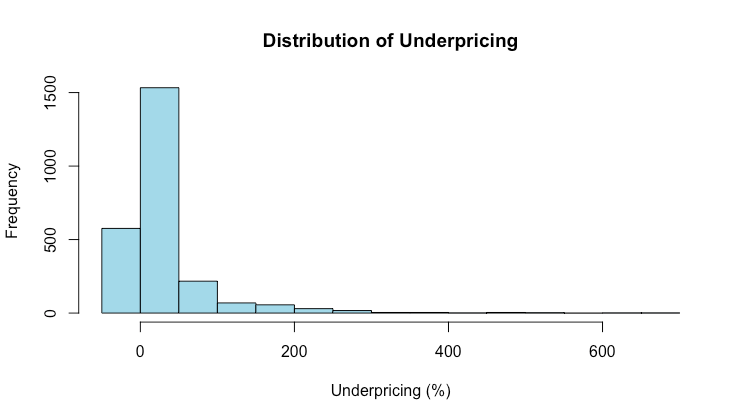 Distribution of Underpricing
Frequency
1500
1000
500
0
0 200 400 600
Underpricing (%)